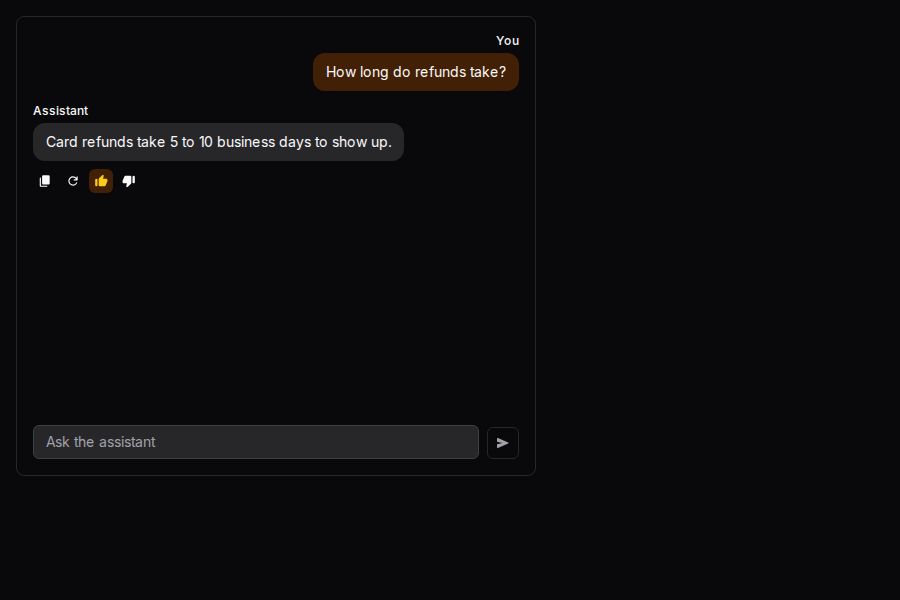 You
How long do refunds take?
Assistant
Card refunds take 5 to 10 business days to show up.
Ask the assistant